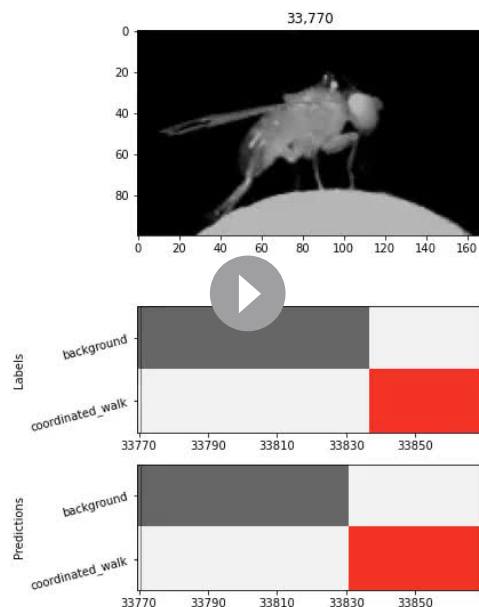 33,770
0
20
40
60
80
0 20 40 60 80 100 120 140 160
Labels
background
coordinated_walk
33770 33790 33810 33830 33850
Predictions
background
coordinated_walk
33770 33790 33810 33830 33850